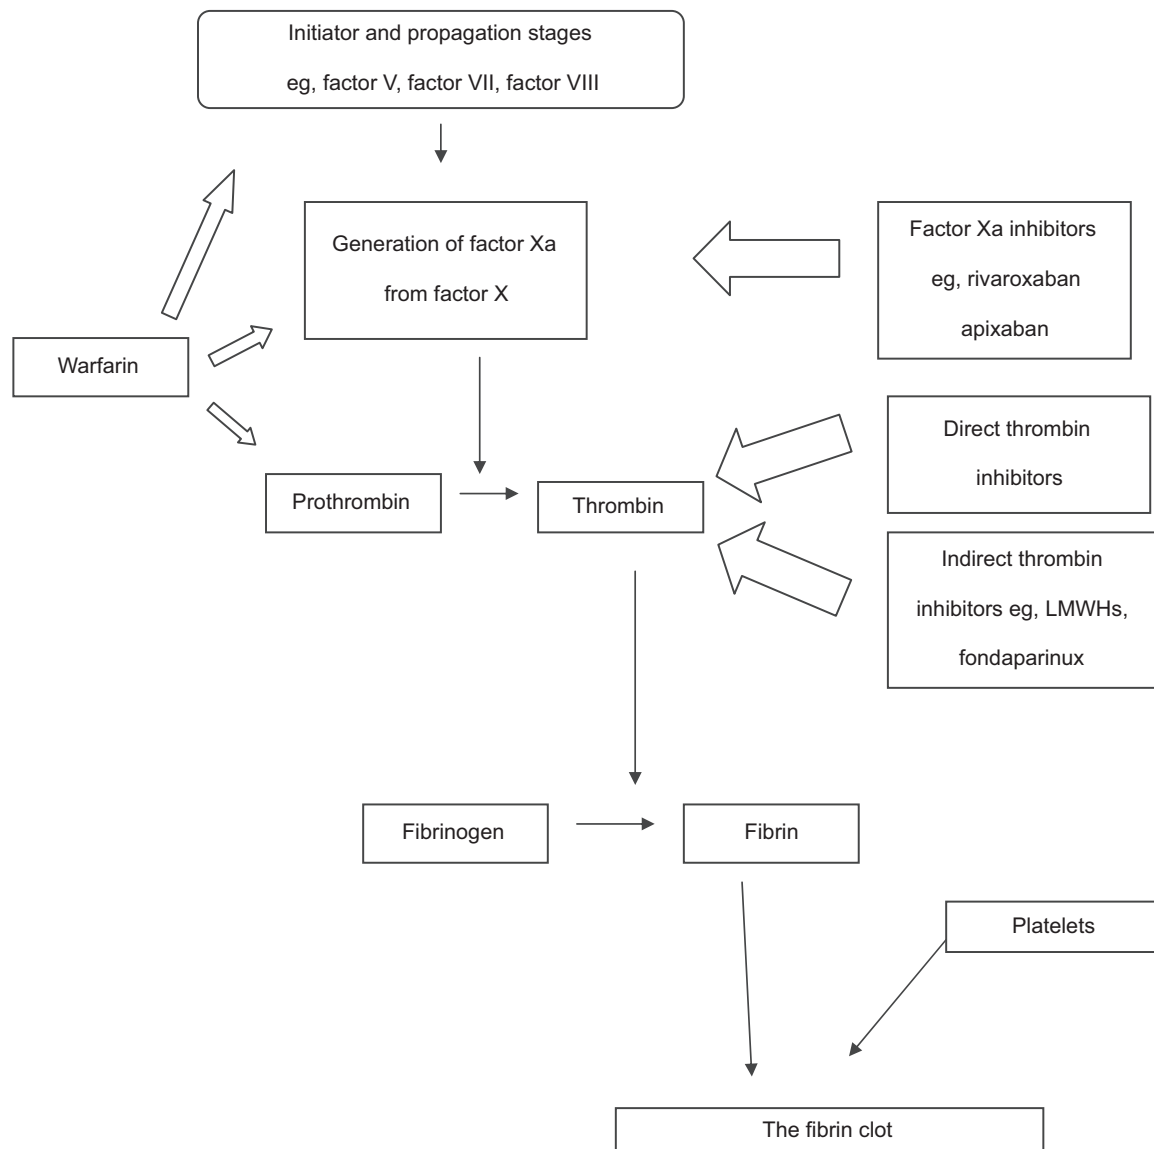 Initiator and propagation stages
eg, factor V, factor VII, factor VIII
Generation of factor Xa
from factor X
Factor Xa inhibitors
eg, rivaroxaban
apixaban
Warfarin
Direct thrombin
inhibitors
Prothrombin
Thrombin
Indirect thrombin
inhibitors eg, LMWHs,
fondaparinux
Fibrinogen
Fibrin
Platelets
The fibrin clot